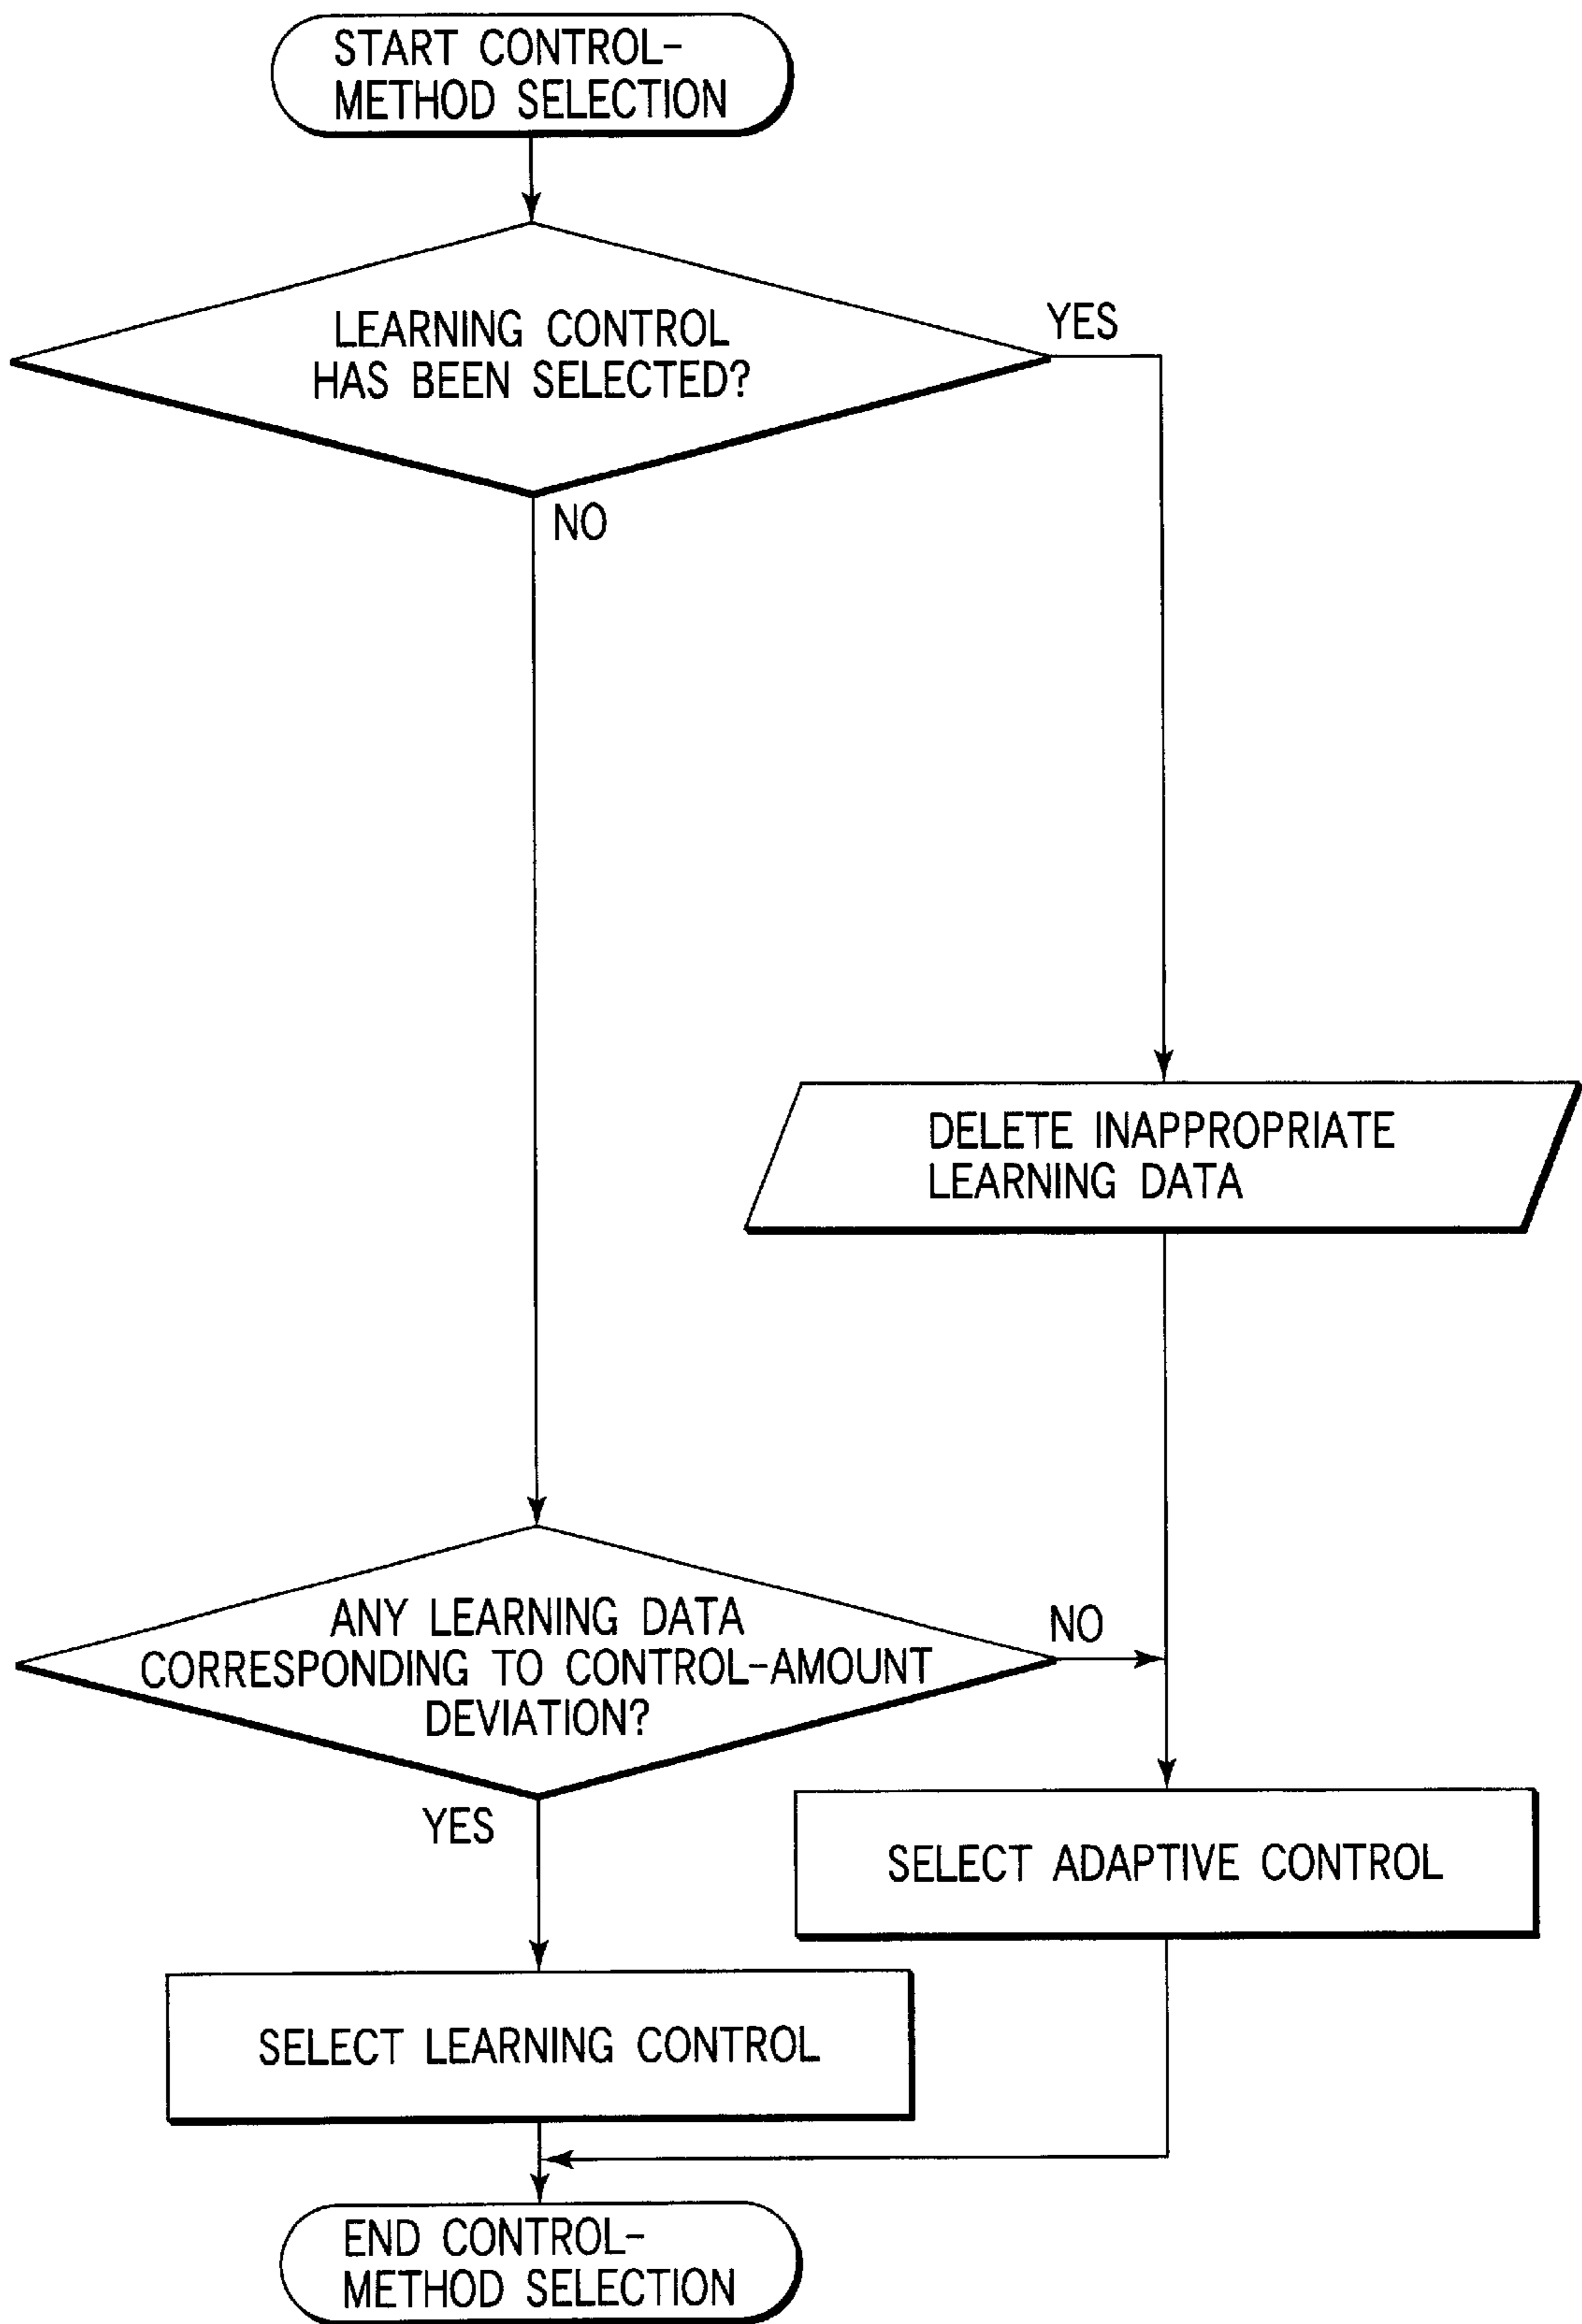 START CONTROL-
METHOD SELECTION
LEARNING CONTROL
HAS BEEN SELECTED?
YES
NO
DELETE INAPPROPRIATE
LEARNING DATA
ANY LEARNING DATA
CORRESPONDING TO CONTROL-AMOUNT
DEVIATION?
NO
YES
SELECT ADAPTIVE CONTROL
SELECT LEARNING CONTROL
END CONTROL-
METHOD SELECTION